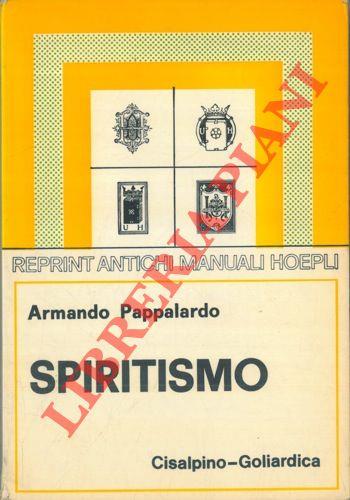 REPRINT ANTICHI MANUALI HOEPLI
Armando Pappalardo
SPIRITISMO
Cisalpino-Goliardica
LIBRERIA PIANI
U H
U H